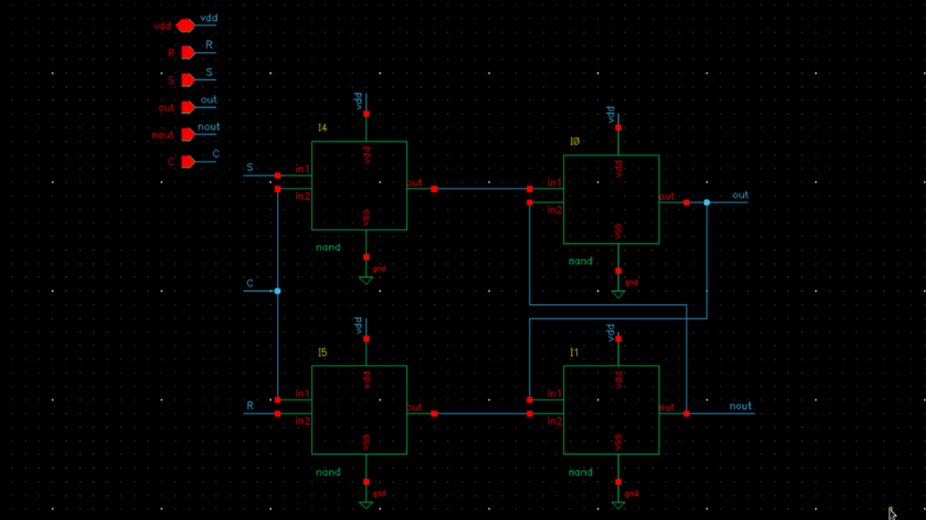 vdd vdd
R R
S S
out out
nout nout
C C
vdd
I4
vdd
S
in1
in2
out
vss
nand
gnd
vdd
I0
vdd
in1
in2
out
out
vss
nand
gnd
C
vdd
I5
vdd
in1
R
in2
out
vss
nand
gnd
vdd
I1
vdd
in1
in2
out
nout
vss
nand
gnd